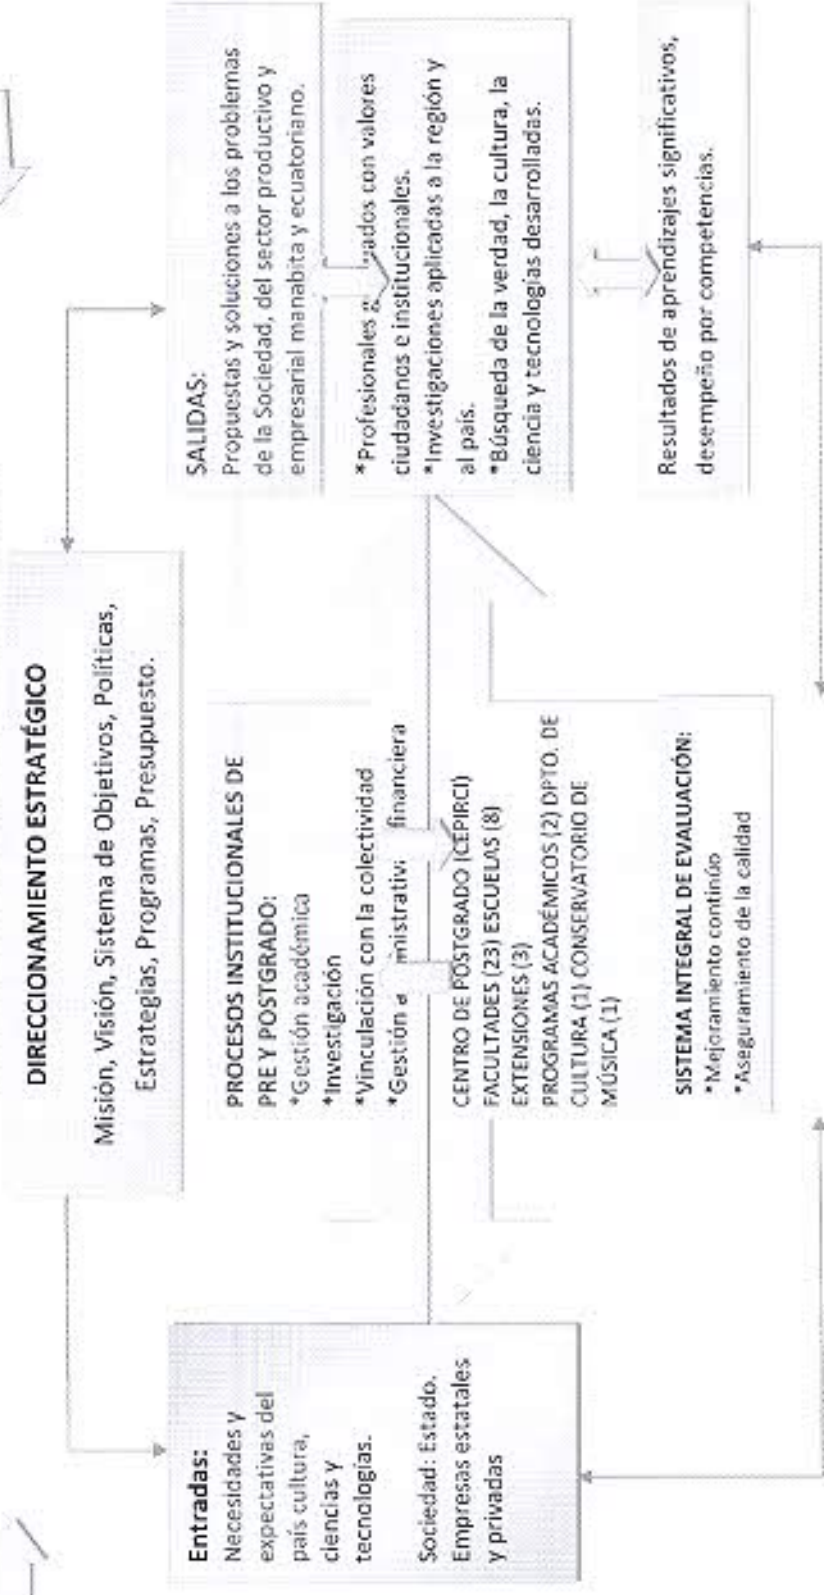 DIRECCIONAMIENTO ESTRATÉGICO
Misión, Visión, Sistema de Objetivos, Políticas,
Estrategias, Programas, Presupuesto.
Entradas:
Necesidades y
expectativas del
país cultura,
ciencias y
tecnologías.
Sociedad: Estado.
Empresas estatales
y privadas
PROCESOS INSTITUCIONALES DE
PRE Y POSTGRADO:
*Gestión académica
*Investigación
*Vinculación con la colectividad
*Gestión financiera
CENTRO DE POSTGRADO (CEPIRCI)
FACULTADES (23) ESCUELAS (8)
EXTENSIONES (3)
PROGRAMAS ACADÉMICOS (2) DPTO. DE
CULTURA (1) CONSERVATORIO DE
MÚSICA (1)
SISTEMA INTEGRAL DE EVALUACIÓN:
*Mejoramiento continúo
*Aseguramiento de la calidad
SALIDAS:
Propuestas y soluciones a los problemas
de la Sociedad, del sector productivo y
empresarial manabita y ecuatoriano.
*Profesionales con valores
ciudadanos e institucionales.
*Investigaciones aplicadas a la región y
al país.
*Búsqueda de la verdad, la cultura, la
ciencia y tecnologías desarrolladas.
Resultados de aprendizajes significativos,
desempeño por competencias.